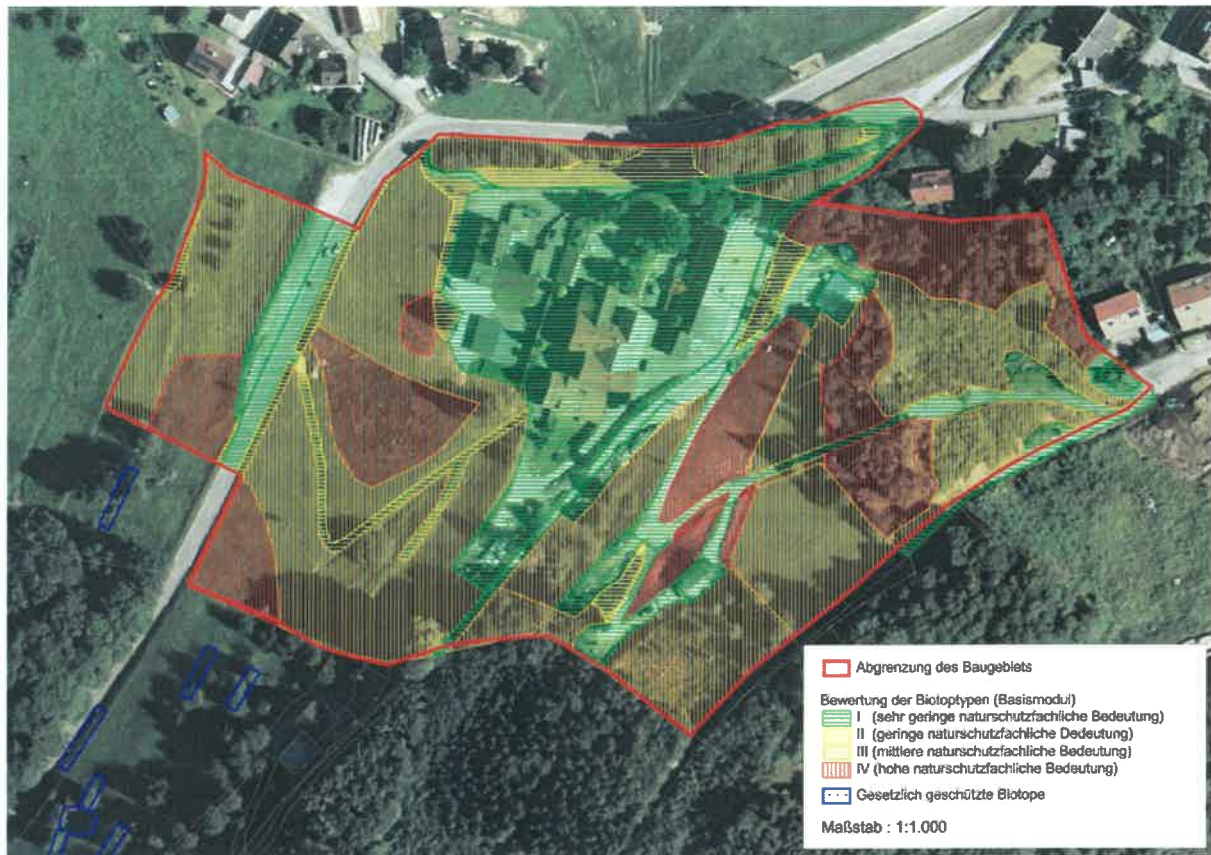 Abgrenzung des Baugebiets
Bewertung der Biotoptypen (Basismodul)
I (sehr geringe naturschutzfachliche Bedeutung)
II (geringe naturschutzfachliche Bedeutung)
III (mittlere naturschutzfachliche Bedeutung)
IV (hohe naturschutzfachliche Bedeutung)
Gesetzlich geschützte Biotope
Maßstab : 1:1.000